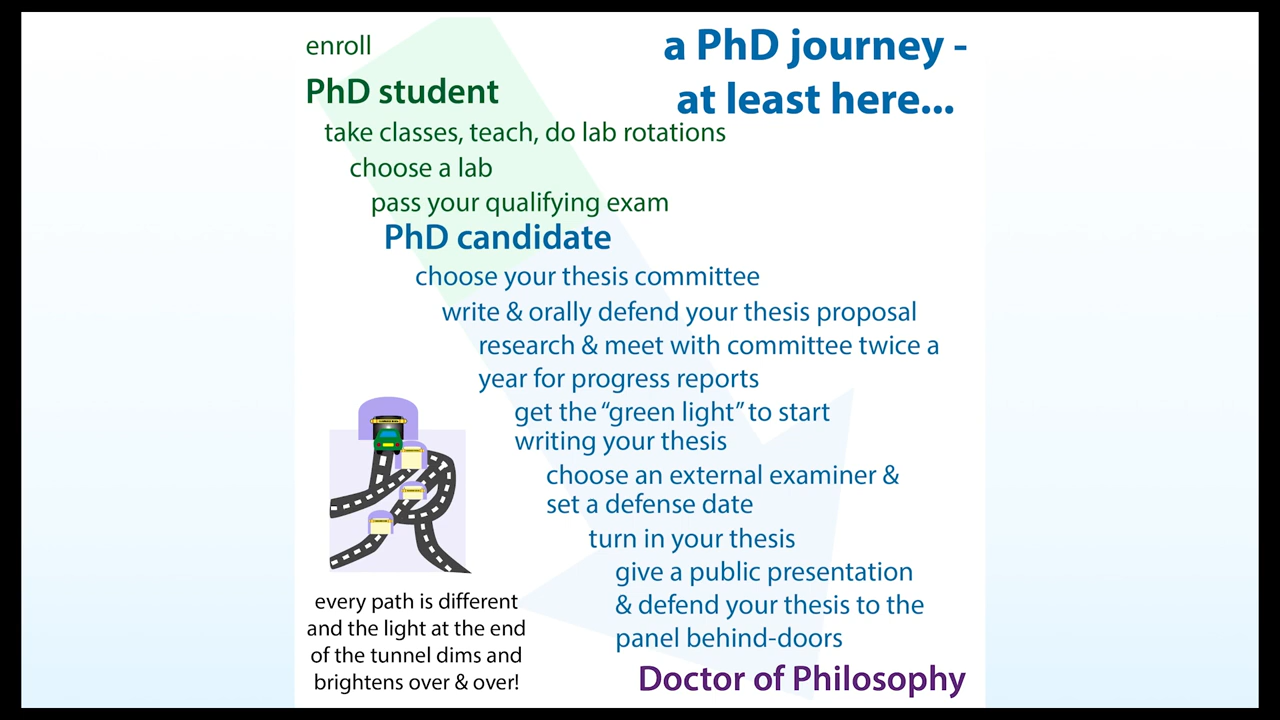 a PhD journey -
at least here...
enroll
PhD student
take classes, teach, do lab rotations
choose a lab
pass your qualifying exam
PhD candidate
choose your thesis committee
write & orally defend your thesis proposal
research & meet with committee twice a
year for progress reports
get the “green light” to start
writing your thesis
choose an external examiner &
set a defense date
turn in your thesis
give a public presentation
& defend your thesis to the
panel behind-doors
Doctor of Philosophy
every path is different
and the light at the end
of the tunnel dims and
brightens over & over!